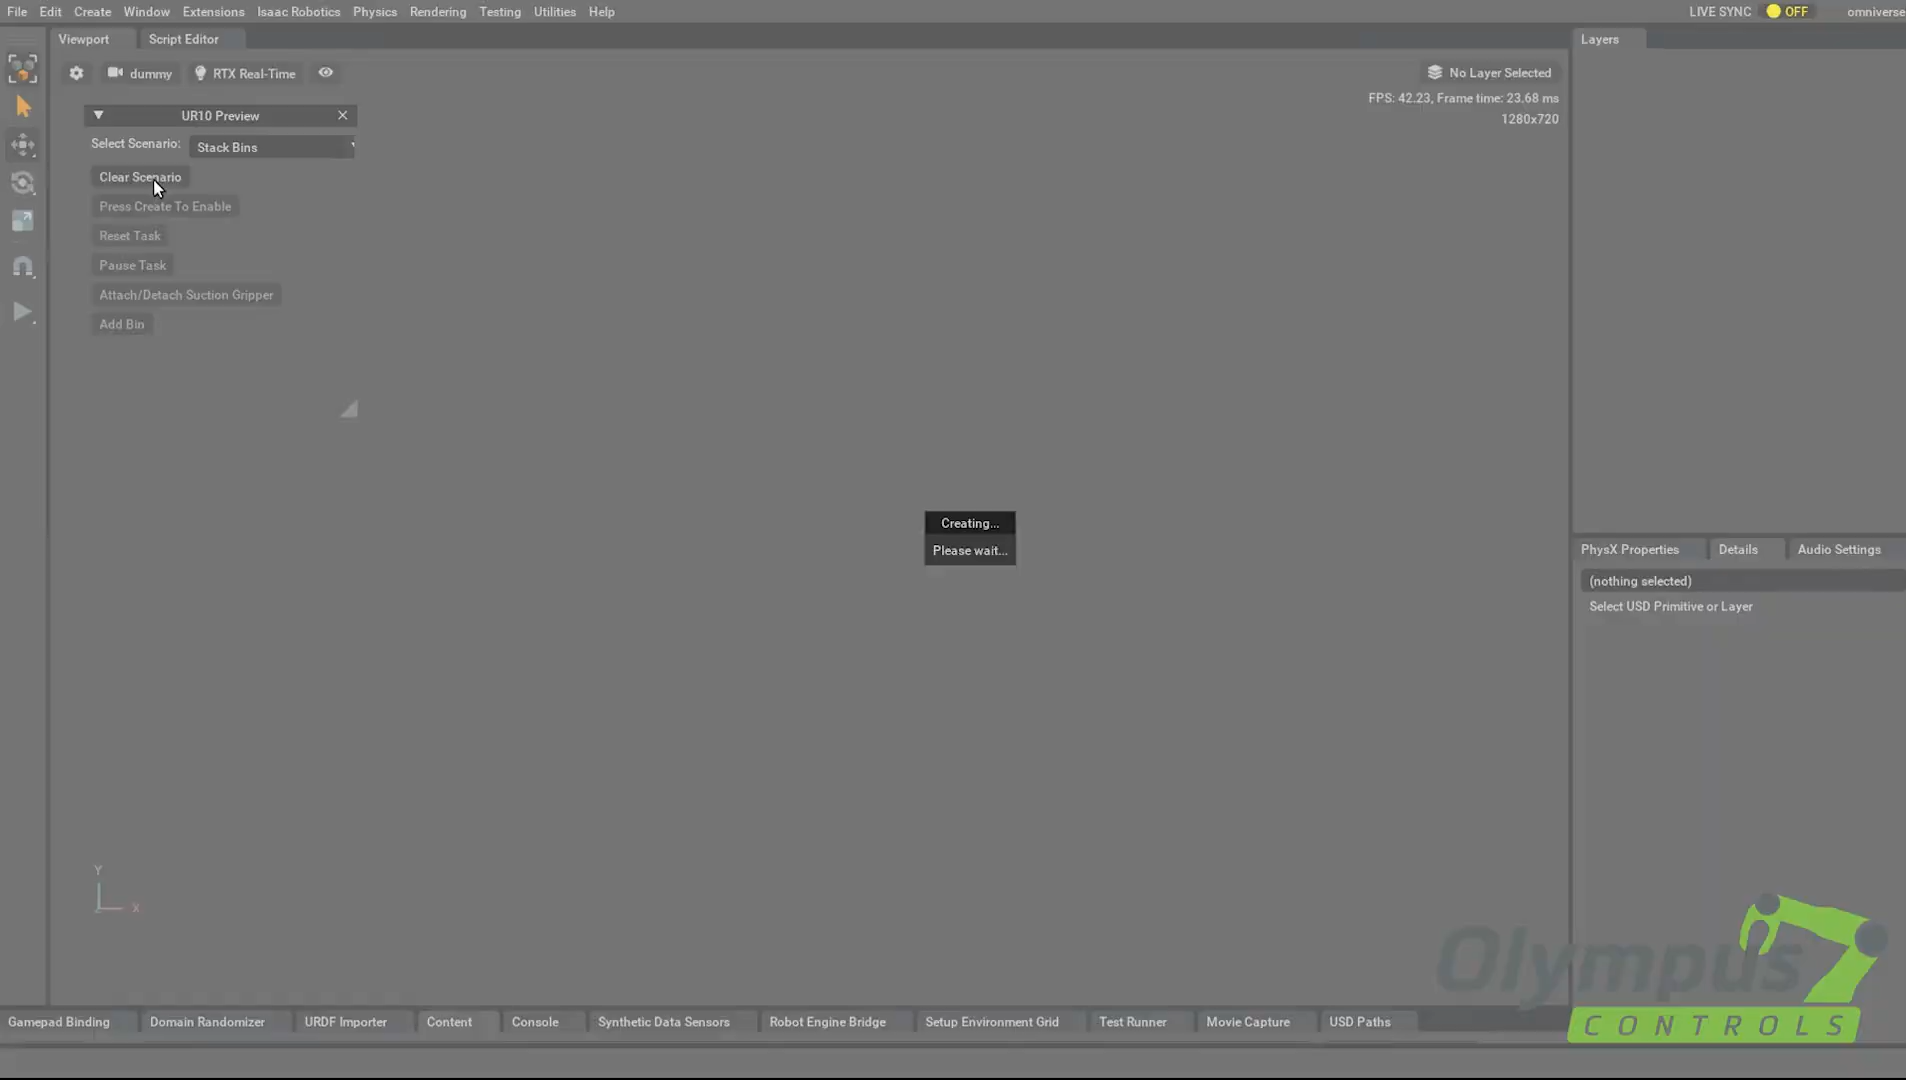 File Edit Create Window Extensions Isaac Robotics Physics Rendering Testing Utilities Help LIVE SYNC OFF omniverse
Viewport Script Editor Layers
dummy RTX Real-Time No Layer Selected
FPS: 42.23, Frame time: 23.68 ms
1280x720
UR10 Preview
Select Scenario: Stack Bins
Clear Scenario
Press Create To Enable
Reset Task
Pause Task
Attach/Detach Suction Gripper
Add Bin
Creating...
Please wait...
PhysX Properties Details Audio Settings
(nothing selected)
Select USD Primitive or Layer
Y
X
Olympus
CONTROLS
Gamepad Binding Domain Randomizer URDF Importer Content Console Synthetic Data Sensors Robot Engine Bridge Setup Environment Grid Test Runner Movie Capture USD Paths